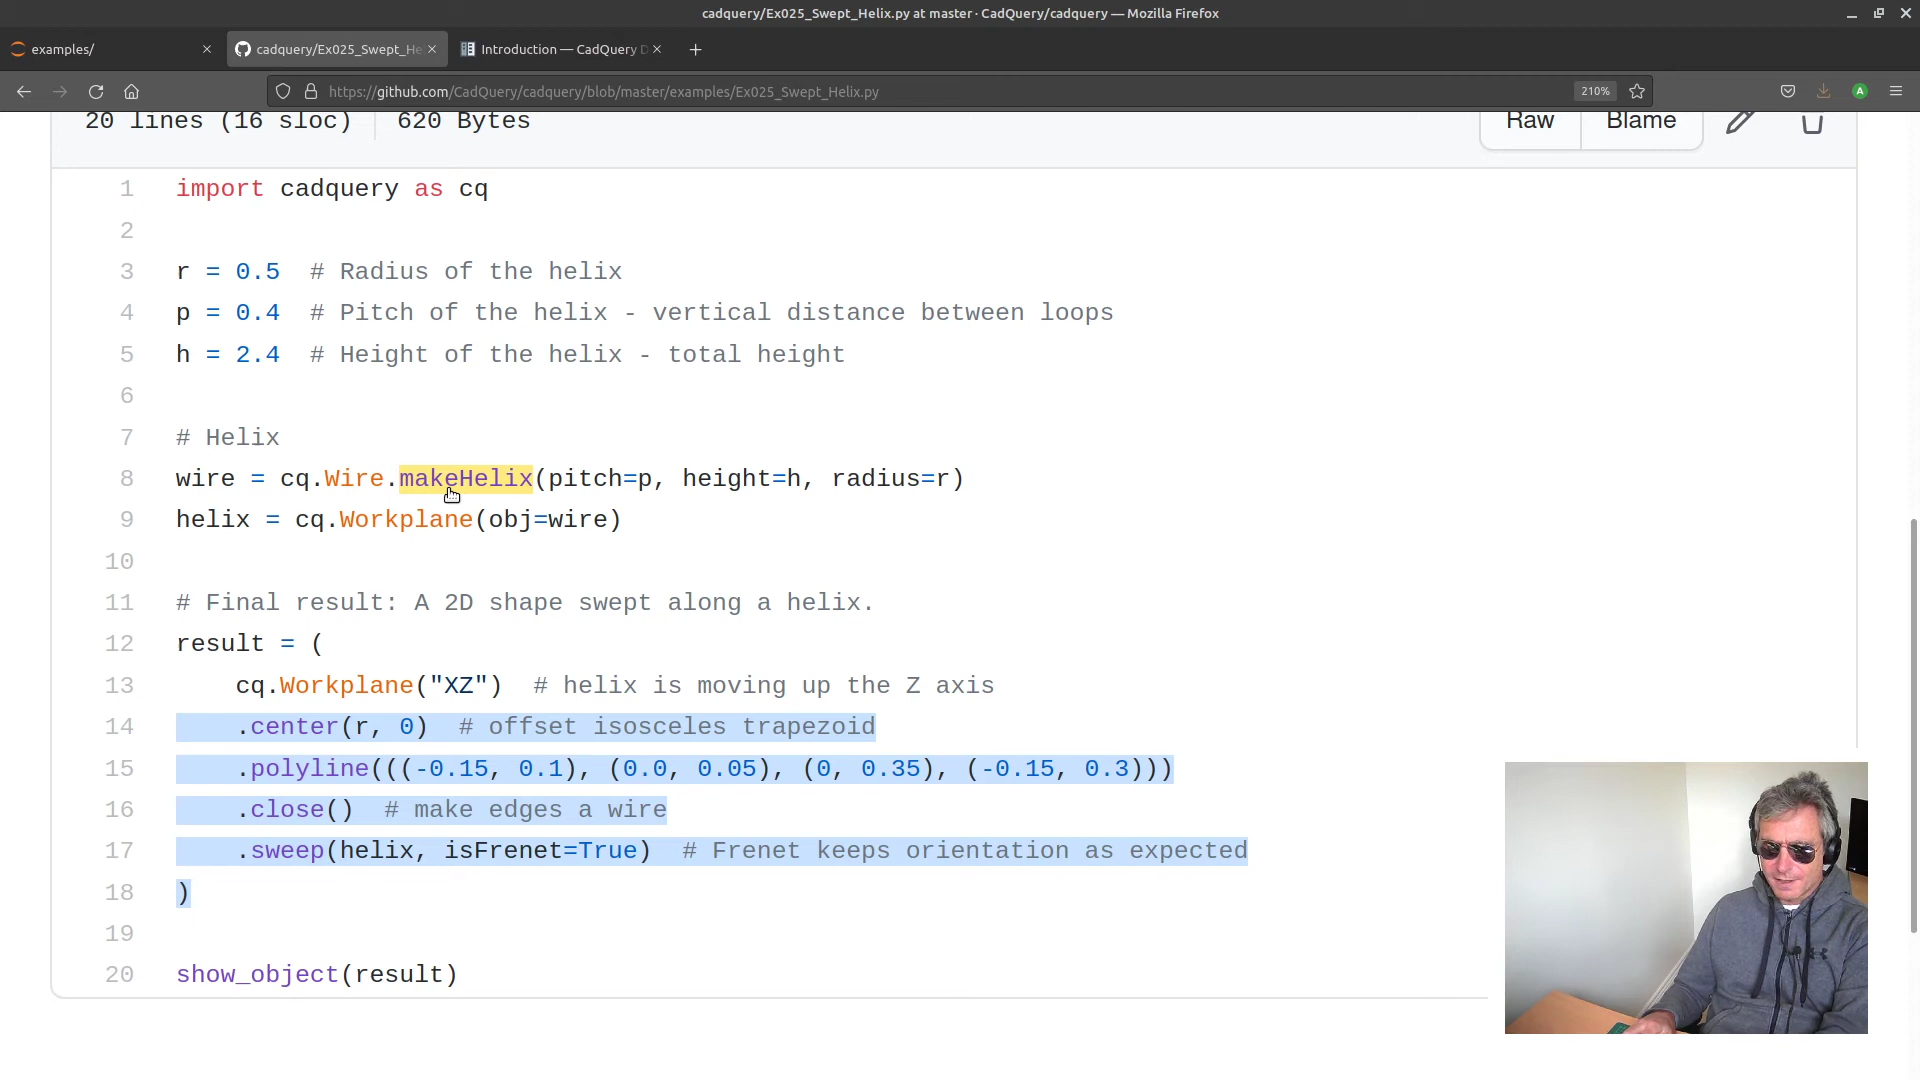 cadquery/Ex025_Swept_Helix.py at master · CadQuery/cadquery — Mozilla Firefox
examples/
cadquery/Ex025_Swept_He
Introduction — CadQuery D
https://github.com/CadQuery/cadquery/blob/master/examples/Ex025_Swept_Helix.py
210%
A
20 lines (16 sloc)
620 Bytes
Raw
Blame
1 import cadquery as cq
2
3 r = 0.5  # Radius of the helix
4 p = 0.4  # Pitch of the helix - vertical distance between loops
5 h = 2.4  # Height of the helix - total height
6
7 # Helix
8 wire = cq.Wire.makeHelix(pitch=p, height=h, radius=r)
9 helix = cq.Workplane(obj=wire)
10
11 # Final result: A 2D shape swept along a helix.
12 result = (
13     cq.Workplane("XZ")  # helix is moving up the Z axis
14     .center(r, 0)  # offset isosceles trapezoid
15     .polyline(((-0.15, 0.1), (0.0, 0.05), (0, 0.35), (-0.15, 0.3)))
16     .close()  # make edges a wire
17     .sweep(helix, isFrenet=True)  # Frenet keeps orientation as expected
18 )
19
20 show_object(result)